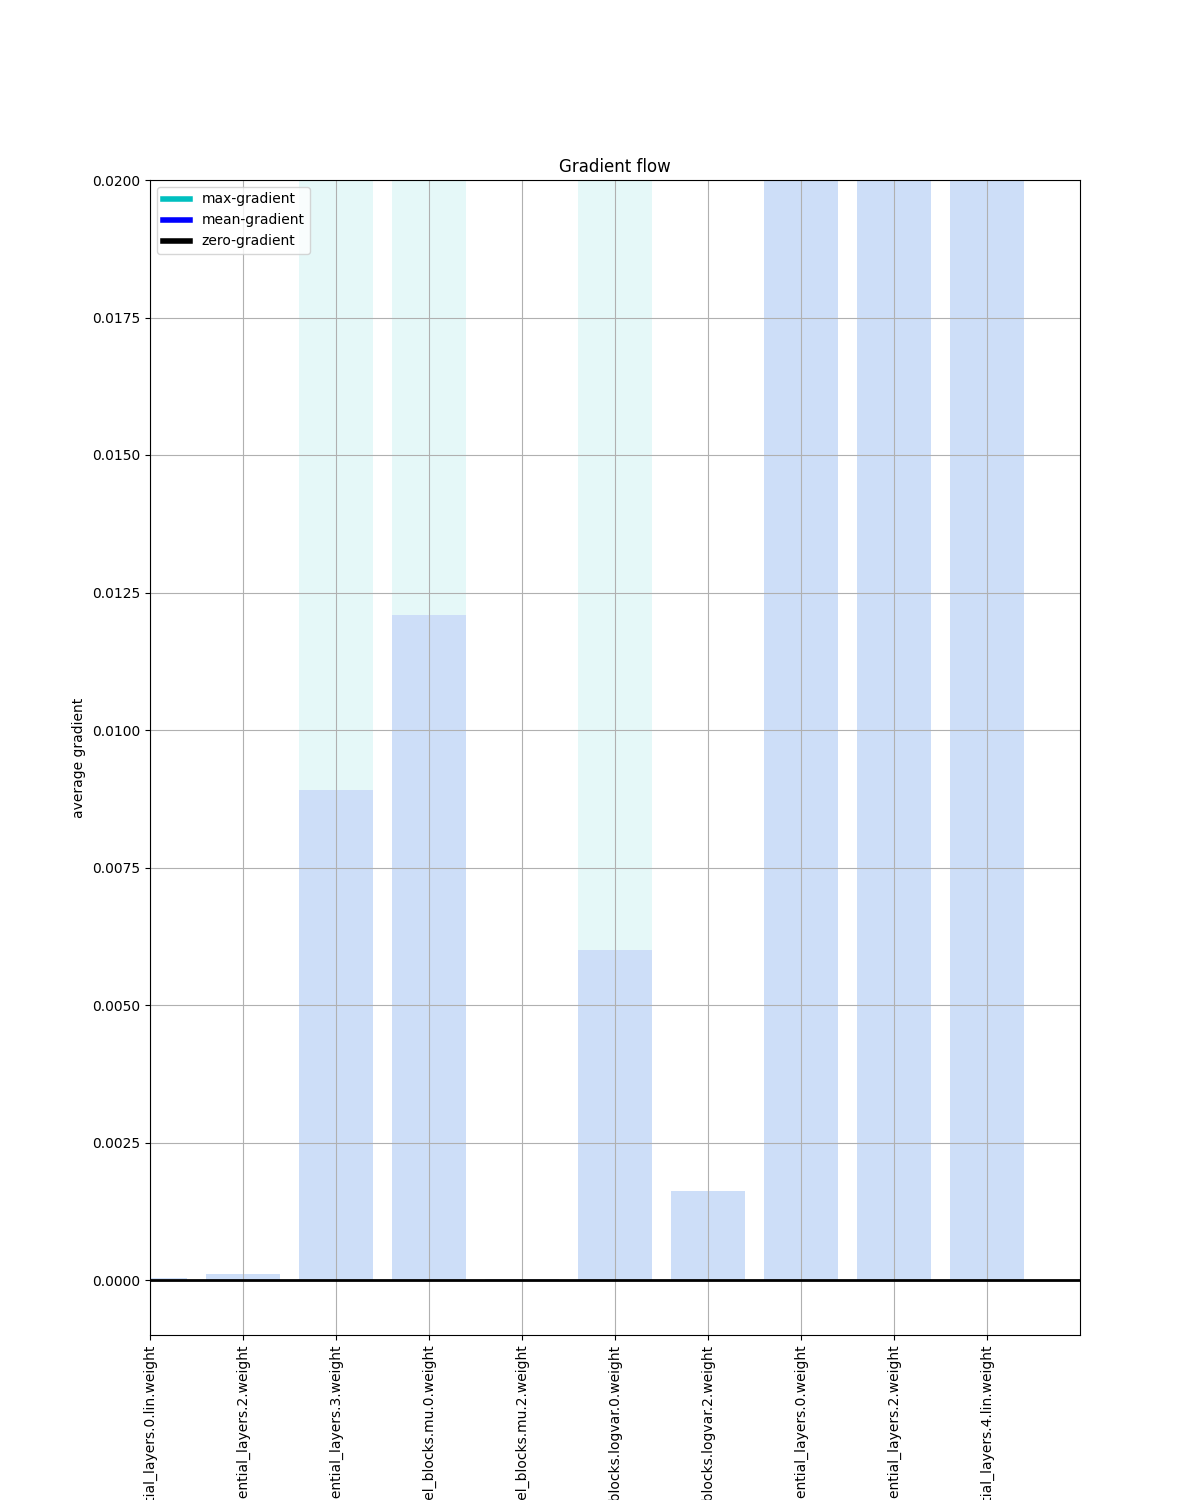 Gradient flow
max-gradient
mean-gradient
zero-gradient
0.0200
0.0175
0.0150
0.0125
0.0100
0.0075
0.0050
0.0025
0.0000
average gradient
tial_layers.0.lin.weight
ential_layers.2.weight
ential_layers.3.weight
el_blocks.mu.0.weight
el_blocks.mu.2.weight
blocks.logvar.0.weight
blocks.logvar.2.weight
ential_layers.0.weight
ential_layers.2.weight
tial_layers.4.lin.weight